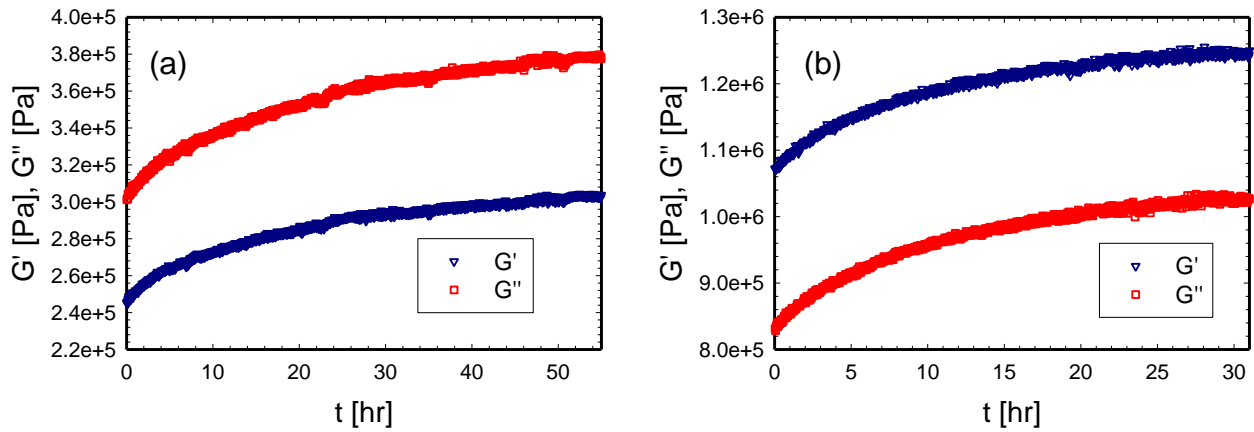 (a)
G' [Pa], G'' [Pa]
4.0e+5
3.8e+5
3.6e+5
3.4e+5
3.2e+5
3.0e+5
2.8e+5
2.6e+5
2.4e+5
2.2e+5
G'
G''
0 10 20 30 40 50
t [hr]
(b)
G' [Pa], G'' [Pa]
1.3e+6
1.2e+6
1.1e+6
1.0e+6
9.0e+5
8.0e+5
G'
G''
0 5 10 15 20 25 30
t [hr]